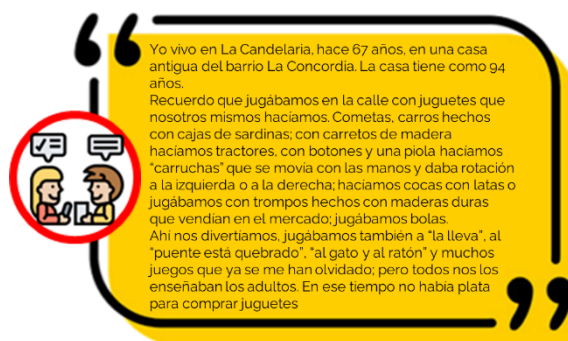 Yo vivo en La Candelaria, hace 67 años, en una casa
antigua del barrio La Concordia. La casa tiene como 94
años.
Recuerdo que jugábamos en la calle con juguetes que
nosotros mismos hacíamos. Cometas, carros hechos
con cajas de sardinas; con carretos de madera
hacíamos tractores, con botones y una piola hacíamos
“carruchas” que se movía con las manos y daba rotación
a la izquierda o a la derecha; hacíamos cocas con latas o
jugábamos con trompos hechos con maderas duras
que vendían en el mercado; jugábamos bolas.
Ahí nos divertíamos, jugábamos también a “la lleva”, al
“puente está quebrado”, “al gato y al ratón” y muchos
juegos que ya se me han olvidado; pero todos nos los
enseñaban los adultos. En ese tiempo no había plata
para comprar juguetes